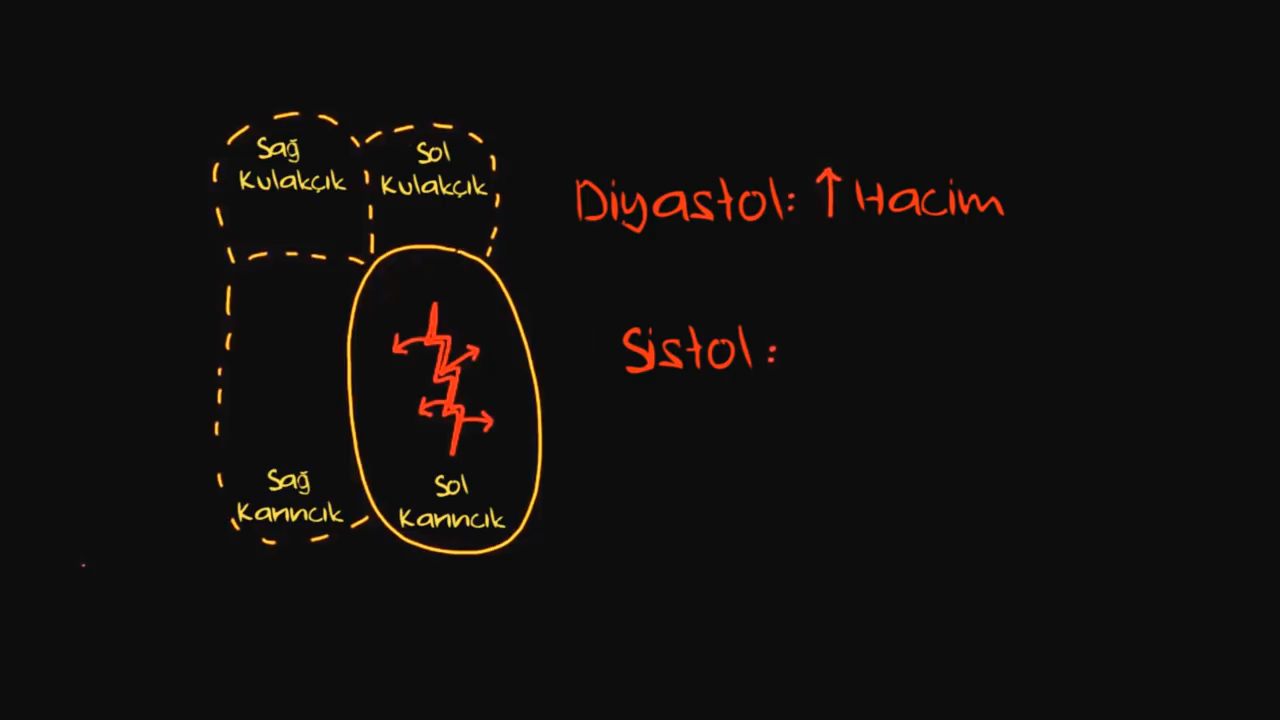 Sağ
Kulakçık
Sol
Kulakçık
Diyastol: ↑ Hacim
Sistol:
Sağ
Karıncık
Sol
Karıncık